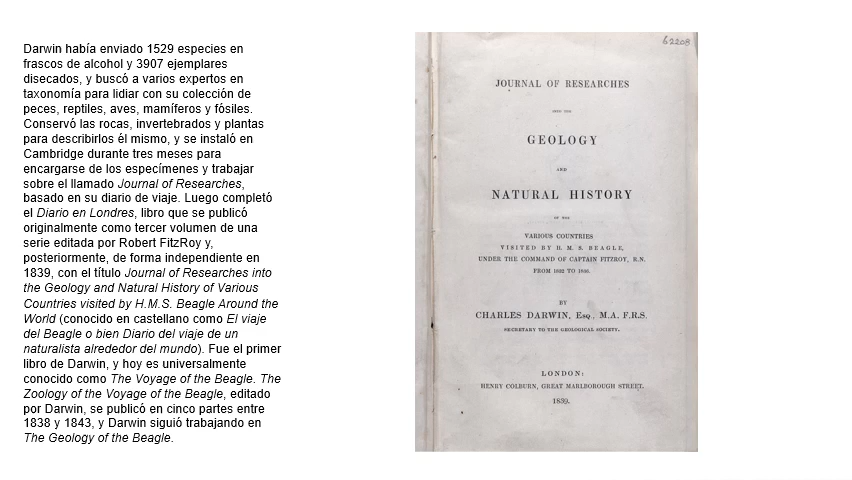 Darwin había enviado 1529 especies en
frascos de alcohol y 3907 ejemplares
disecados, y buscó a varios expertos en
taxonomía para lidiar con su colección de
peces, reptiles, aves, mamíferos y fósiles.
Conservó las rocas, invertebrados y plantas
para describirlos él mismo, y se instaló en
Cambridge durante tres meses para
encargarse de los especímenes y trabajar
sobre el llamado Journal of Researches,
basado en su diario de viaje. Luego completó
el Diario en Londres, libro que se publicó
originalmente como tercer volumen de una
serie editada por Robert FitzRoy y,
posteriormente, de forma independiente en
1839, con el título Journal of Researches into
the Geology and Natural History of Various
Countries visited by H.M.S. Beagle Around the
World (conocido en castellano como El viaje
del Beagle o bien Diario del viaje de un
naturalista alrededor del mundo). Fue el primer
libro de Darwin, y hoy es universalmente
conocido como The Voyage of the Beagle. The
Zoology of the Voyage of the Beagle, editado
por Darwin, se publicó en cinco partes entre
1838 y 1843, y Darwin siguió trabajando en
The Geology of the Beagle.
62208
JOURNAL OF RESEARCHES
INTO THE
GEOLOGY
AND
NATURAL HISTORY
OF THE
VARIOUS COUNTRIES
VISITED BY H. M. S. BEAGLE,
UNDER THE COMMAND OF CAPTAIN FITZROY, R.N.
FROM 1832 TO 1836.
BY
CHARLES DARWIN, Esq., M.A. F.R.S.
SECRETARY TO THE GEOLOGICAL SOCIETY.
LONDON:
HENRY COLBURN, GREAT MARLBOROUGH STREET.
1839.